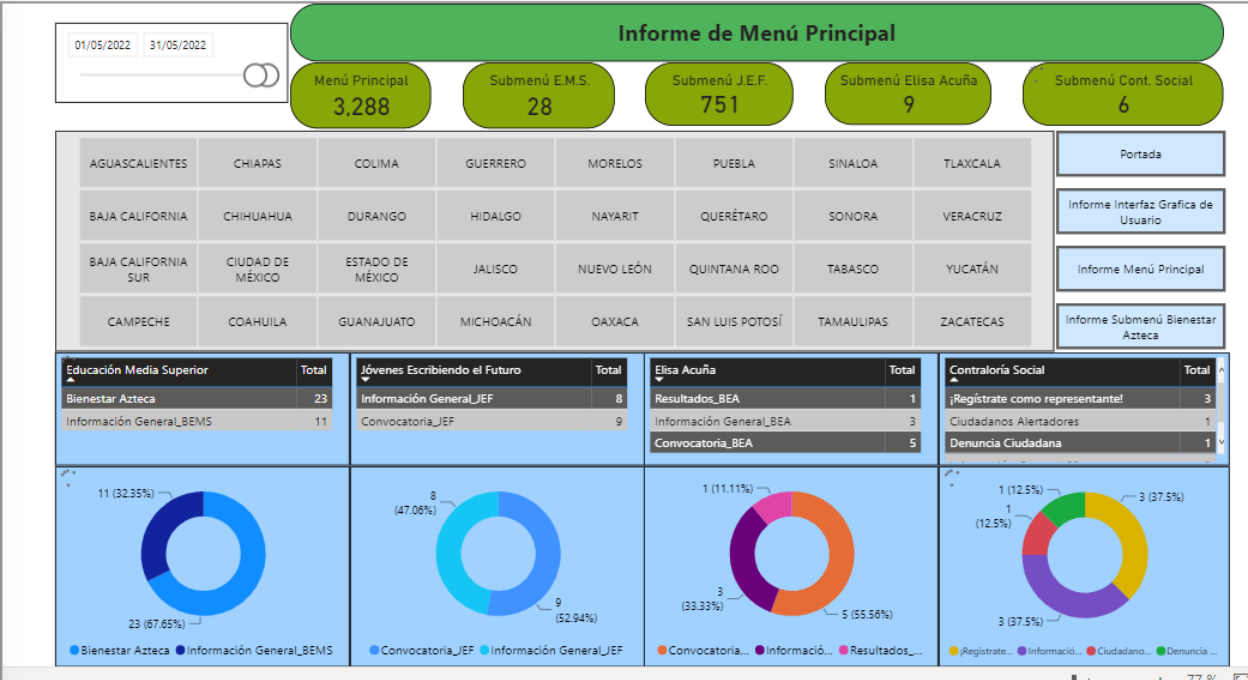 01/05/2022 31/05/2022
Informe de Menú Principal
Menú Principal
3,288
Submenú E.M.S.
28
Submenú J.E.F.
751
Submenú Elisa Acuña
9
Submenú Cont. Social
6
AGUASCALIENTES CHIAPAS COLIMA GUERRERO MORELOS PUEBLA SINALOA TLAXCALA
BAJA CALIFORNIA CHIHUAHUA DURANGO HIDALGO NAYARIT QUERÉTARO SONORA VERACRUZ
BAJA CALIFORNIA
SUR
CIUDAD DE
MÉXICO
ESTADO DE
MÉXICO
JALISCO NUEVO LEÓN QUINTANA ROO TABASCO YUCATÁN
CAMPECHE COAHUILA GUANAJUATO MICHOACÁN OAXACA SAN LUIS POTOSÍ TAMAULIPAS ZACATECAS
Portada
Informe Interfaz Grafica de
Usuario
Informe Menú Principal
Informe Submenú Bienestar
Azteca
Educación Media Superior Total
Bienestar Azteca 23
Información General_BEMS 11
Jóvenes Escribiendo el Futuro Total
Información General_JEF 8
Convocatoria_JEF 9
Elisa Acuña Total
Resultados_BEA 1
Información General_BEA 3
Convocatoria_BEA 5
Contraloría Social Total
¡Regístrate como representante! 3
Ciudadanos Alertadores 1
Denuncia Ciudadana 1
11 (32.35%)
23 (67.65%)
Bienestar Azteca Información General_BEMS
8
(47.06%)
9
(52.94%)
Convocatoria_JEF Información General_JEF
1 (11.11%)
3
(33.33%)
5 (55.56%)
Convocatoria... Informació... Resultados_...
1 (12.5%)
1
(12.5%)
3 (37.5%)
3 (37.5%)
¡Regístrate... Informació... Ciudadano... Denuncia ...
77 %